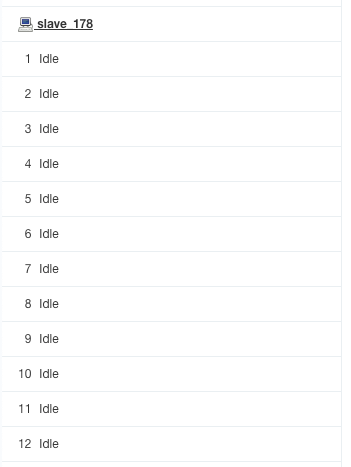 slave_178
1 Idle
2 Idle
3 Idle
4 Idle
5 Idle
6 Idle
7 Idle
8 Idle
9 Idle
10 Idle
11 Idle
12 Idle